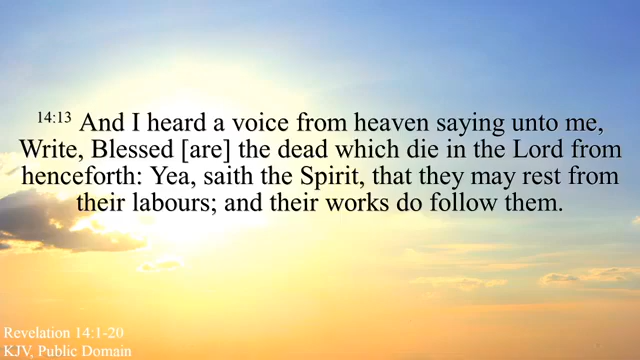 14:13 And I heard a voice from heaven saying unto me,
Write, Blessed [are] the dead which die in the Lord from
henceforth: Yea, saith the Spirit, that they may rest from
their labours; and their works do follow them.
Revelation 14:1-20
KJV, Public Domain